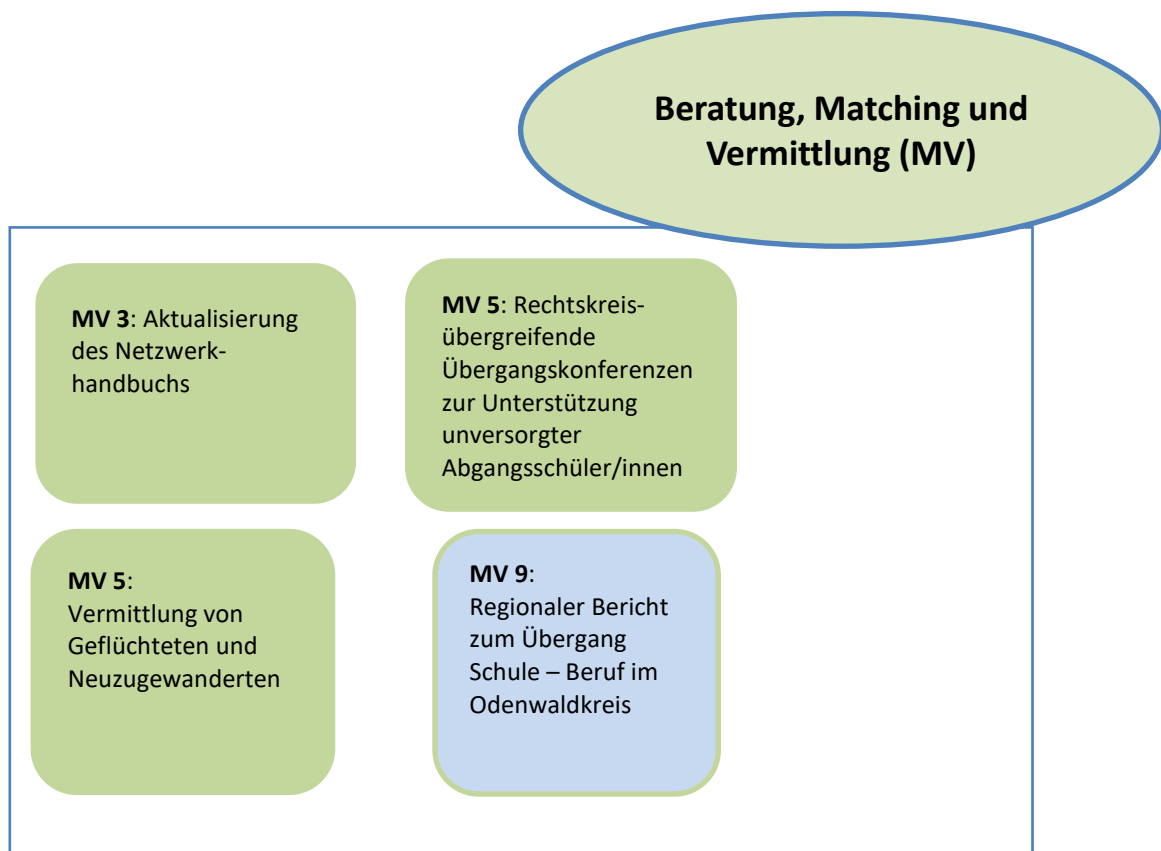 Beratung, Matching und
Vermittlung (MV)
MV 3: Aktualisierung
des Netzwerk-
handbuchs
MV 5: Rechtskreis-
übergreifende
Übergangskonferenzen
zur Unterstützung
unversorgter
Abgangsschüler/innen
MV 5:
Vermittlung von
Geflüchteten und
Neuzugewanderten
MV 9:
Regionaler Bericht
zum Übergang
Schule – Beruf im
Odenwaldkreis